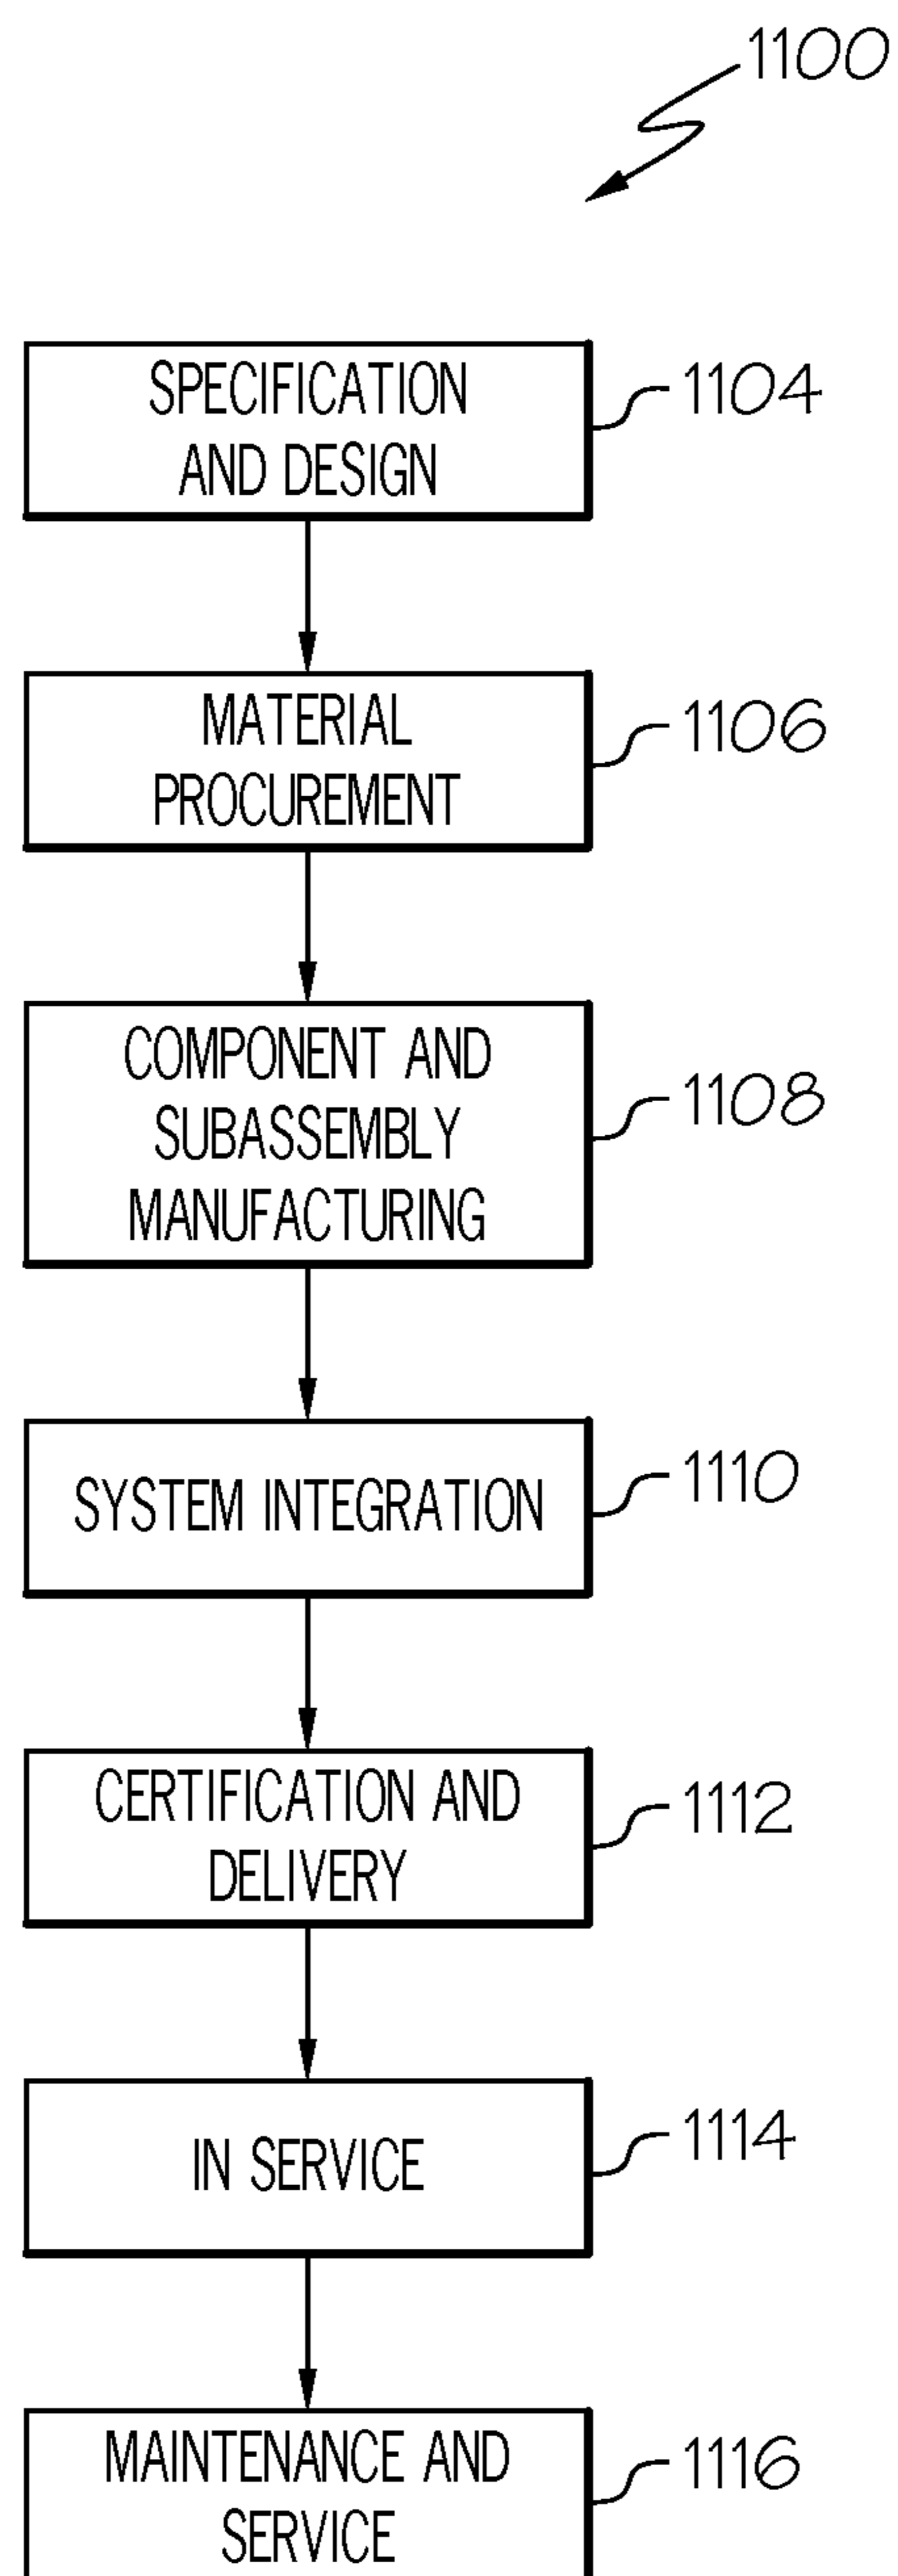 1100
SPECIFICATION
AND DESIGN
1104
MATERIAL
PROCUREMENT
1106
COMPONENT AND
SUBASSEMBLY
MANUFACTURING
1108
SYSTEM INTEGRATION
1110
CERTIFICATION AND
DELIVERY
1112
IN SERVICE
1114
MAINTENANCE AND
SERVICE
1116